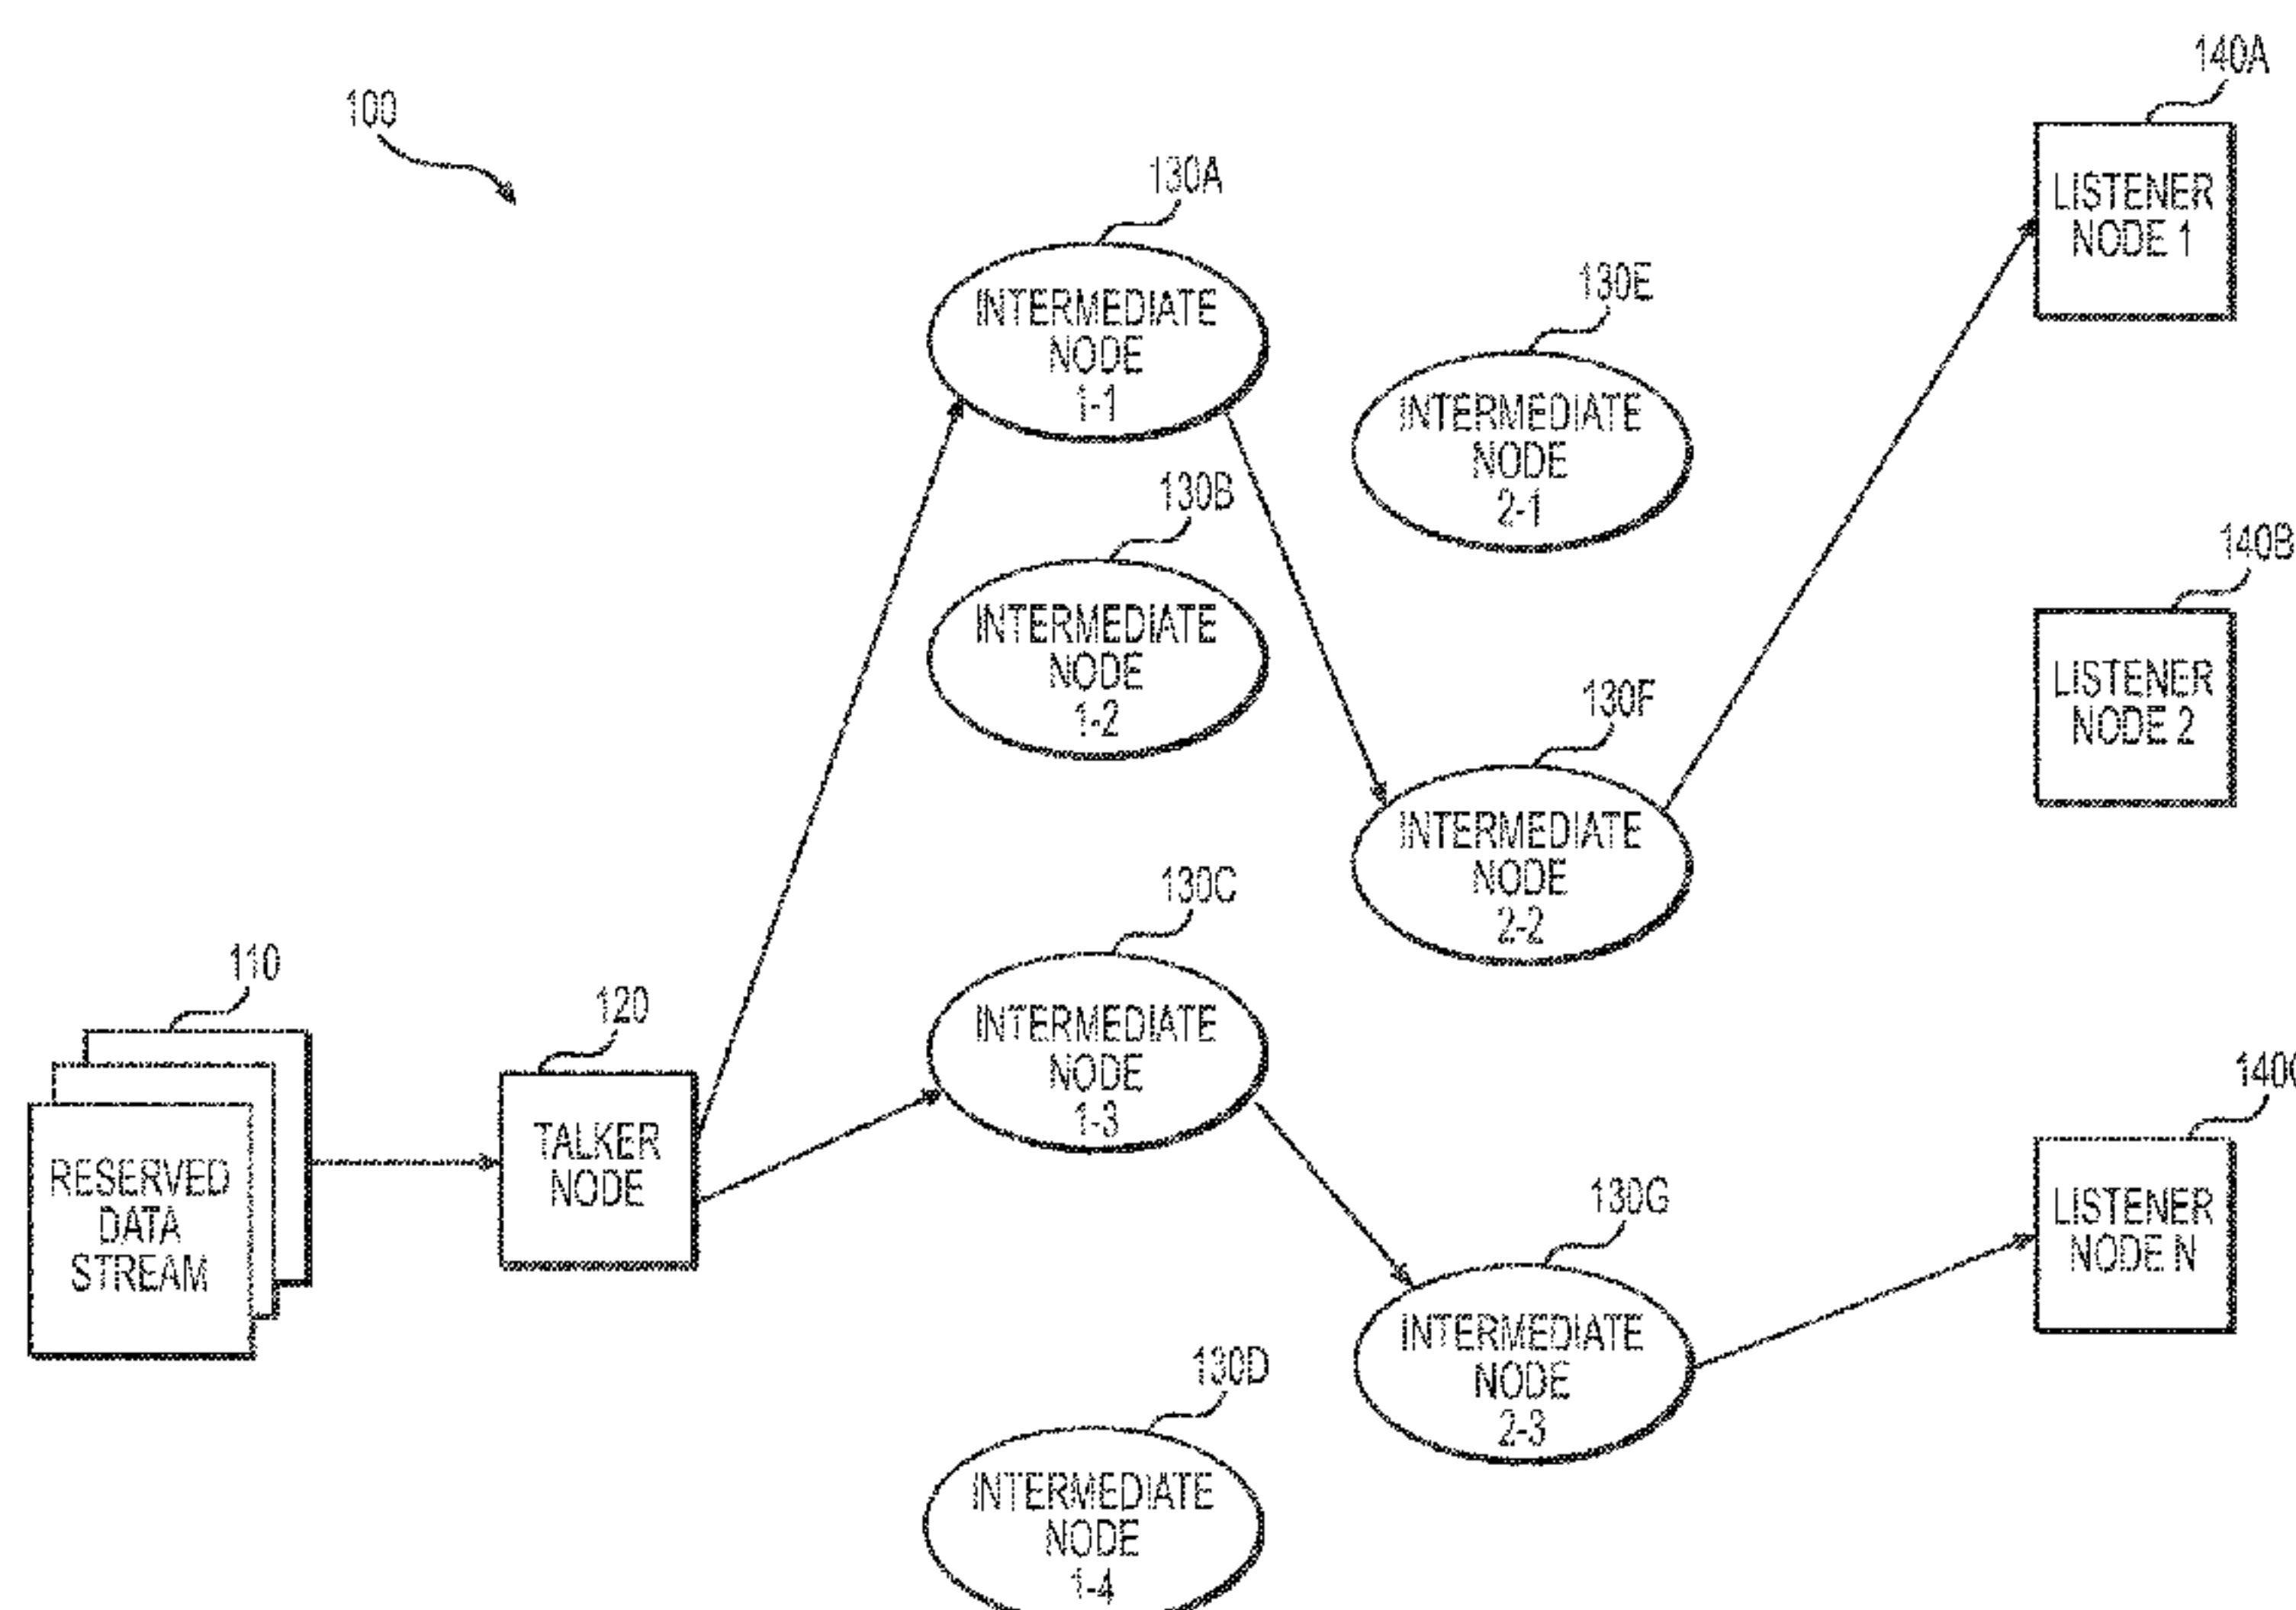 100
140A
LISTENER
NODE 1
130A
INTERMEDIATE
NODE
1-1
130E
INTERMEDIATE
NODE
2-1
130B
INTERMEDIATE
NODE
1-2
140B
LISTENER
NODE 2
130F
INTERMEDIATE
NODE
2-2
130C
INTERMEDIATE
NODE
1-3
110
RESERVED
DATA
STREAM
120
TALKER
NODE
140C
LISTENER
NODE N
130G
INTERMEDIATE
NODE
2-3
130D
INTERMEDIATE
NODE
1-4